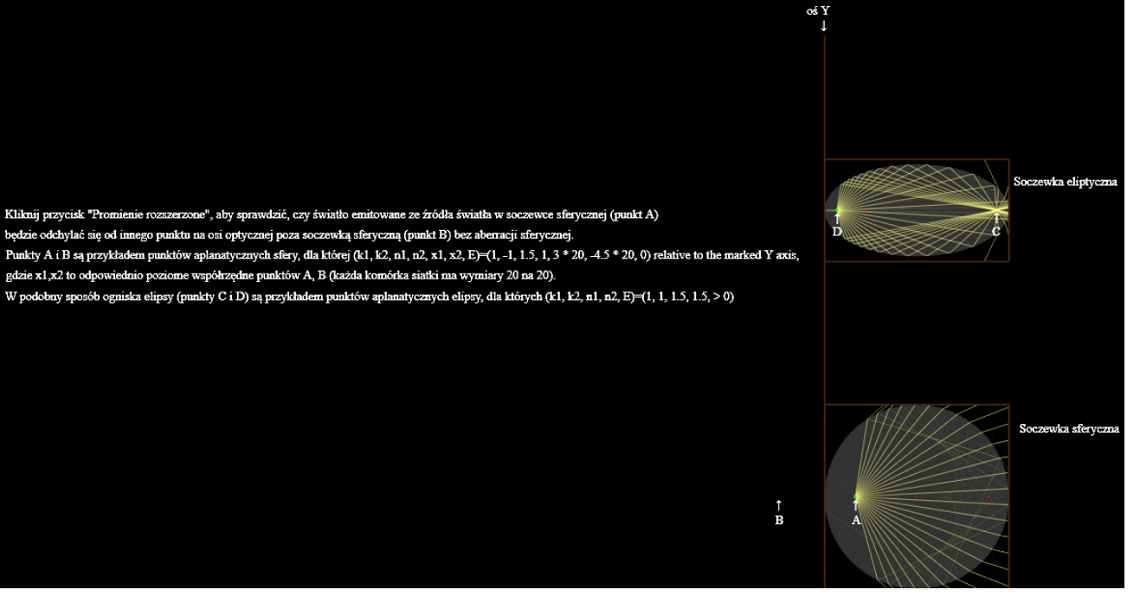 oś Y
↓
Soczewka eliptyczna
Kliknij przycisk "Promienie rozszerzone", aby sprawdzić, czy światło emitowane ze źródła światła w soczewce sferycznej (punkt A)
będzie odchylać się od innego punktu na osi optycznej poza soczewką sferyczną (punkt B) bez aberracji sferycznej.
↑ ↑
D C
Punkty A i B są przykładem punktów aplanatycznych sfery, dla której (k1, k2, n1, n2, x1, x2, E)=(1, -1, 1.5, 1, 3 * 20, -4.5 * 20, 0) relative to the marked Y axis,
gdzie x1,x2 to odpowiednio poziome współrzędne punktów A, B (każda komórka siatki ma wymiary 20 na 20).
W podobny sposób ogniska elipsy (punkty C i D) są przykładem punktów aplanatycznych elipsy, dla których (k1, k2, n1, n2, E)=(1, 1, 1.5, 1.5, > 0)
Soczewka sferyczna
↑ ↑
B A